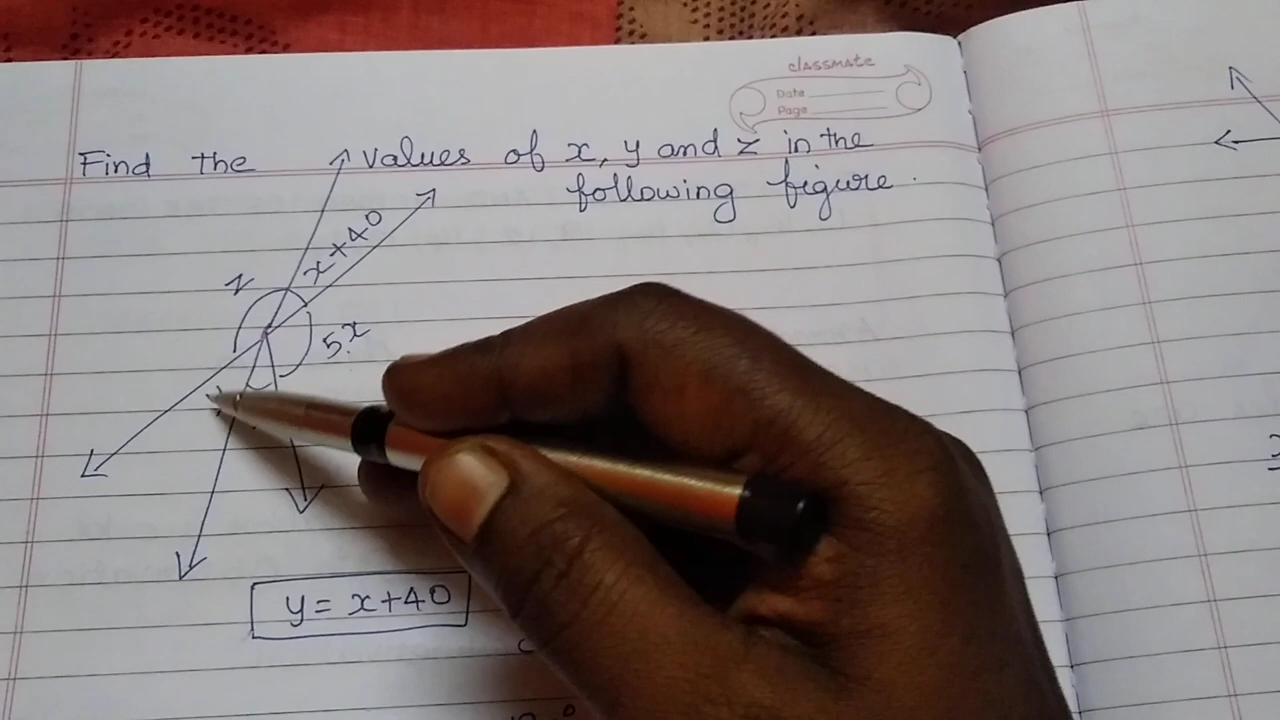 classmate
Date
Page
Find the values of x, y and z in the
following figure.
x+40
z
5x
y = x+40